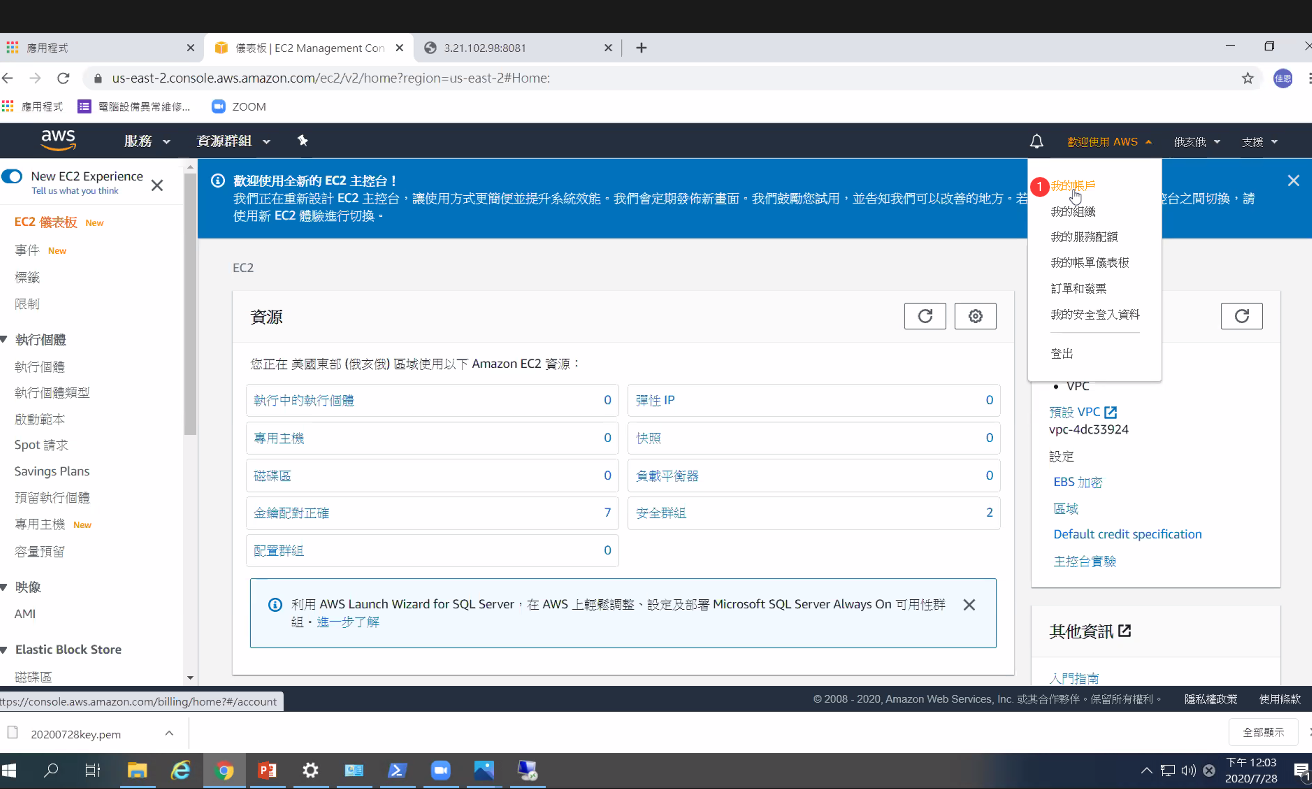 應用程式
儀表板 | EC2 Management Con
3.21.102.98:8081
us-east-2.console.aws.amazon.com/ec2/v2/home?region=us-east-2#Home:
佳恩
應用程式
電腦設備異常維修...
ZOOM
aws
服務
資源群組
歡迎使用 AWS
俄亥俄
支援
New EC2 Experience
Tell us what you think
EC2 儀表板 New
事件 New
標籤
限制
執行個體
執行個體
執行個體類型
啟動範本
Spot 請求
Savings Plans
預留執行個體
專用主機 New
容量預留
映像
AMI
Elastic Block Store
磁碟區
歡迎使用全新的 EC2 主控台！
我們正在重新設計 EC2 主控台，讓使用方式更簡便並提升系統效能。我們會定期發佈新畫面。我們鼓勵您試用，並告知我們可以改善的地方。若
控台之間切換，請
使用新 EC2 體驗進行切換。
1
我的帳戶
我的組織
我的服務配額
我的帳單儀表板
訂單和發票
我的安全登入資料
登出
EC2
資源
您正在 美國東部 (俄亥俄) 區域使用以下 Amazon EC2 資源：
執行中的執行個體 0
彈性 IP 0
專用主機 0
快照 0
磁碟區 0
負載平衡器 0
金鑰配對正確 7
安全群組 2
配置群組 0
利用 AWS Launch Wizard for SQL Server，在 AWS 上輕鬆調整、設定及部署 Microsoft SQL Server Always On 可用性群
組。進一步了解
VPC
預設 VPC
vpc-4dc33924
設定
EBS 加密
區域
Default credit specification
主控台實驗
其他資訊
入門指南
ttps://console.aws.amazon.com/billing/home?#/account
© 2008 - 2020, Amazon Web Services, Inc. 或其合作夥伴。保留所有權利。
隱私權政策
使用條款
20200728key.pem
全部顯示
下午 12:03
2020/7/28
1